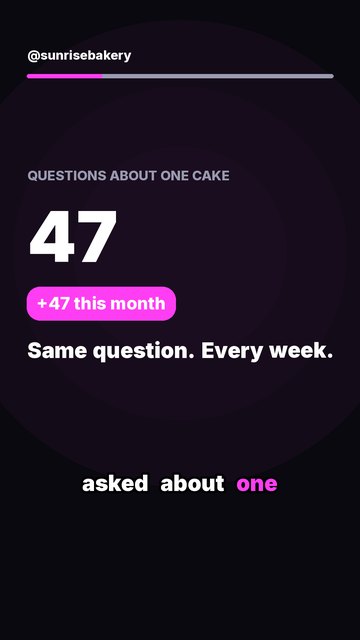 @sunrisebakery
QUESTIONS ABOUT ONE CAKE
47
+47 this month
Same question. Every week.
asked about one